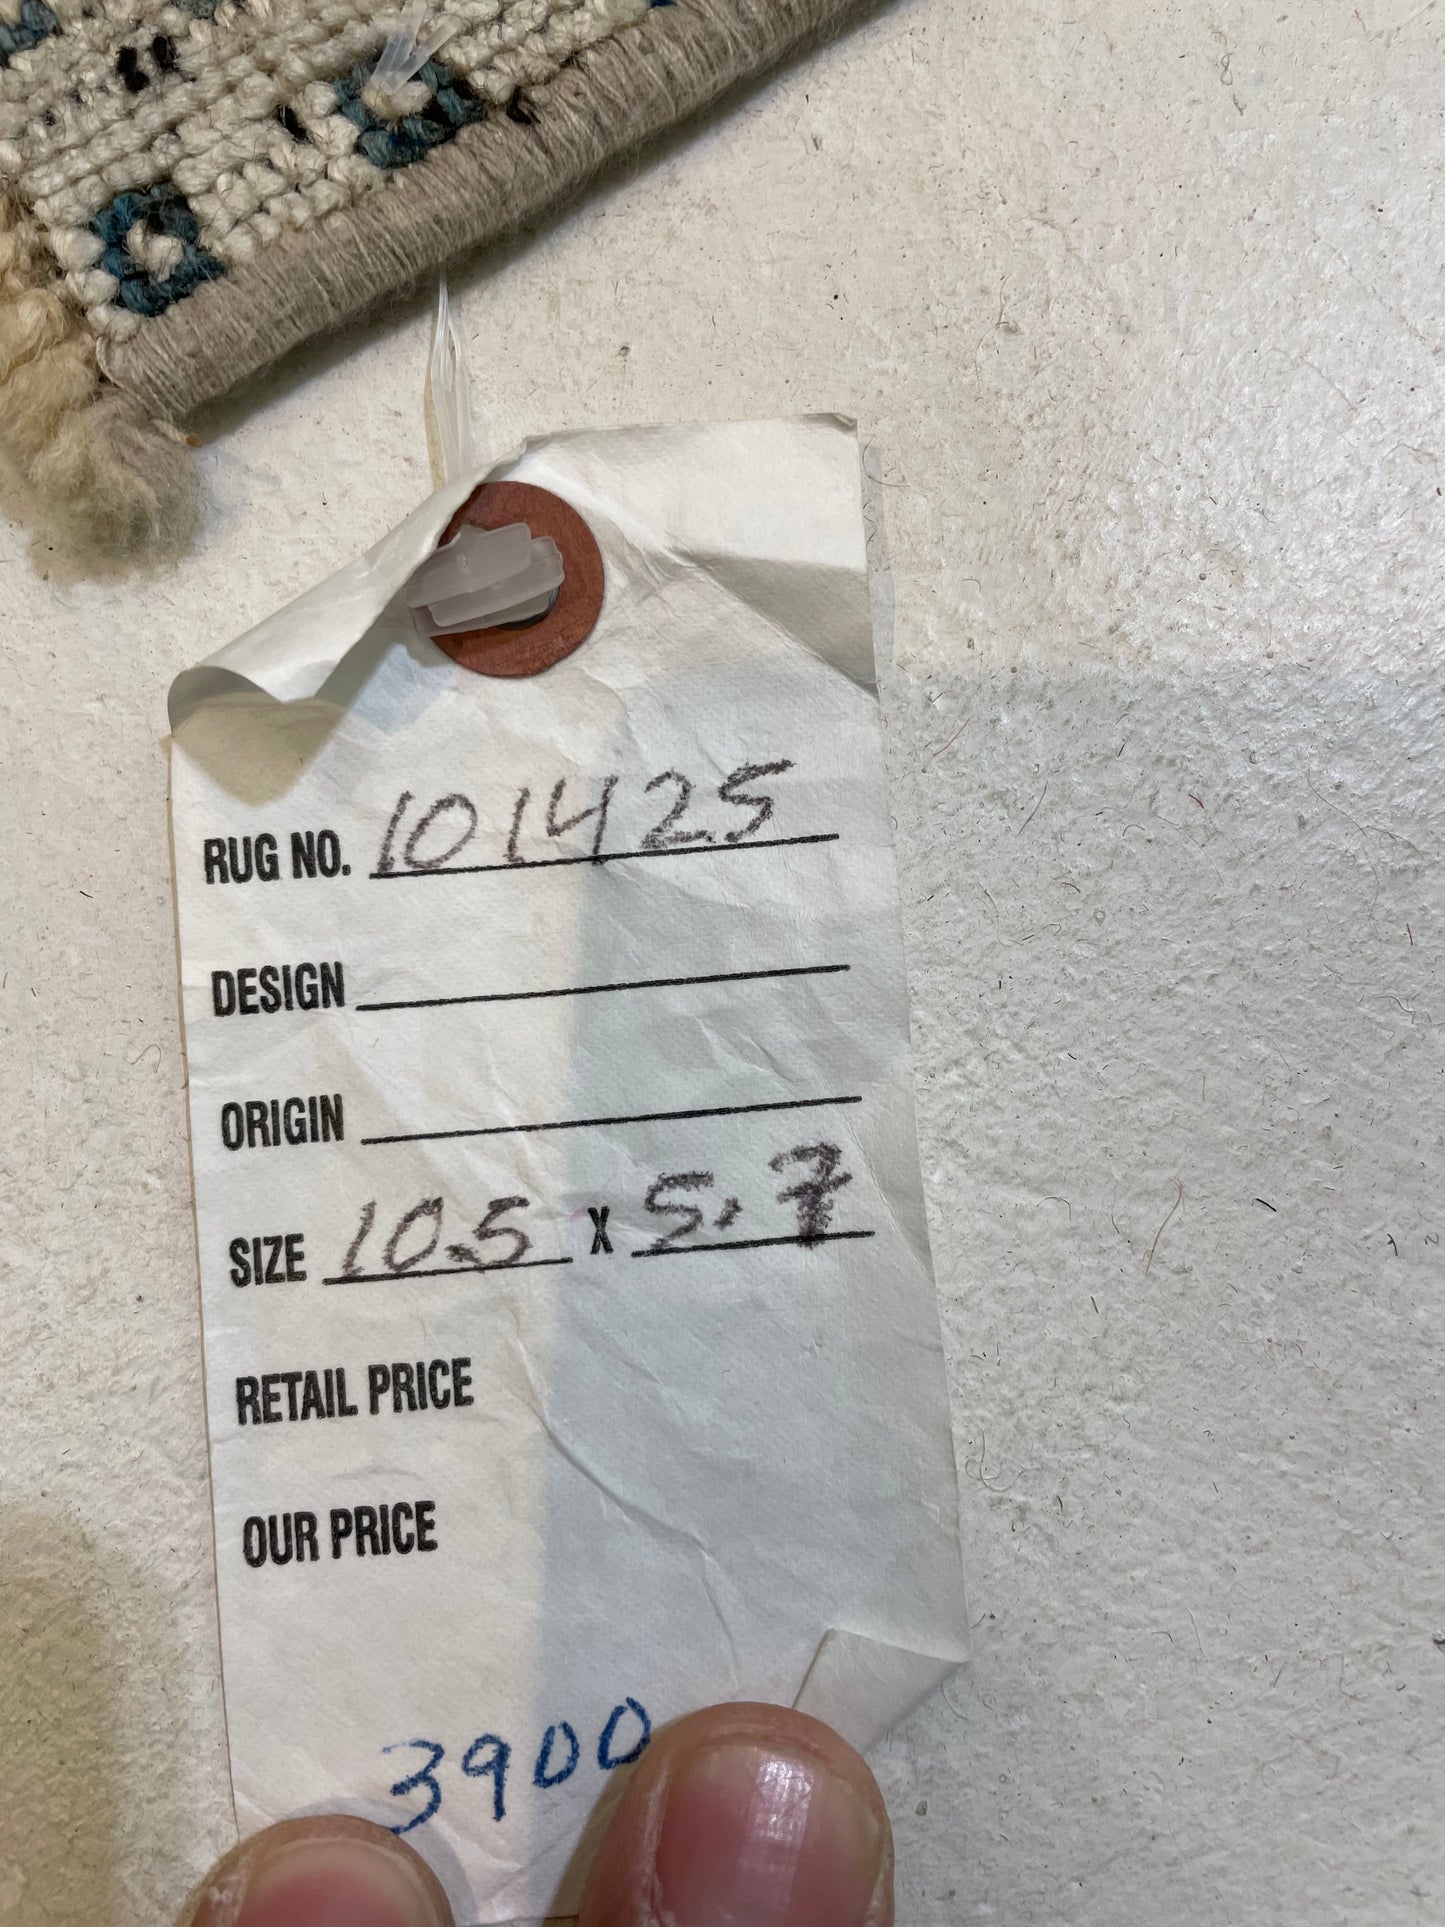 RUG NO. 101425
DESIGN
ORIGIN
SIZE 10.5 X 5.7
RETAIL PRICE
OUR PRICE
3900